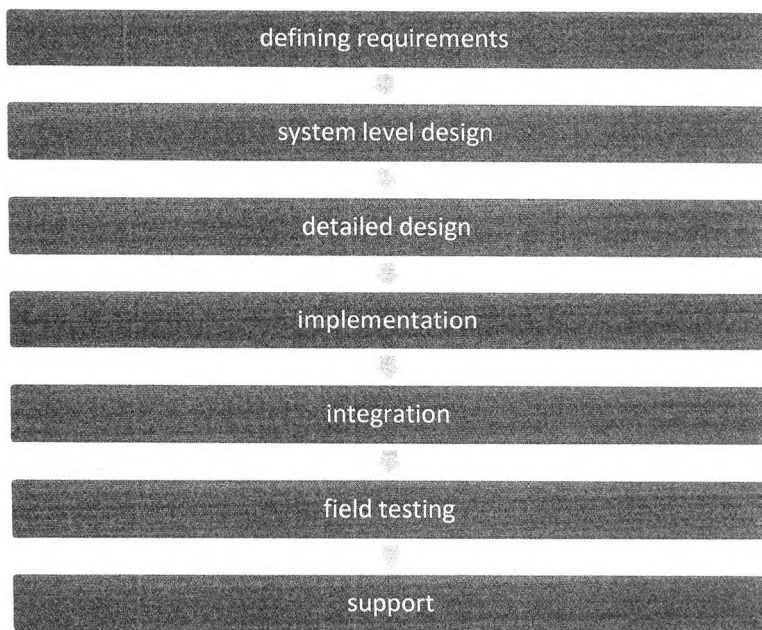 defining requirements
system level design
detailed design
implementation
integration
field testing
support